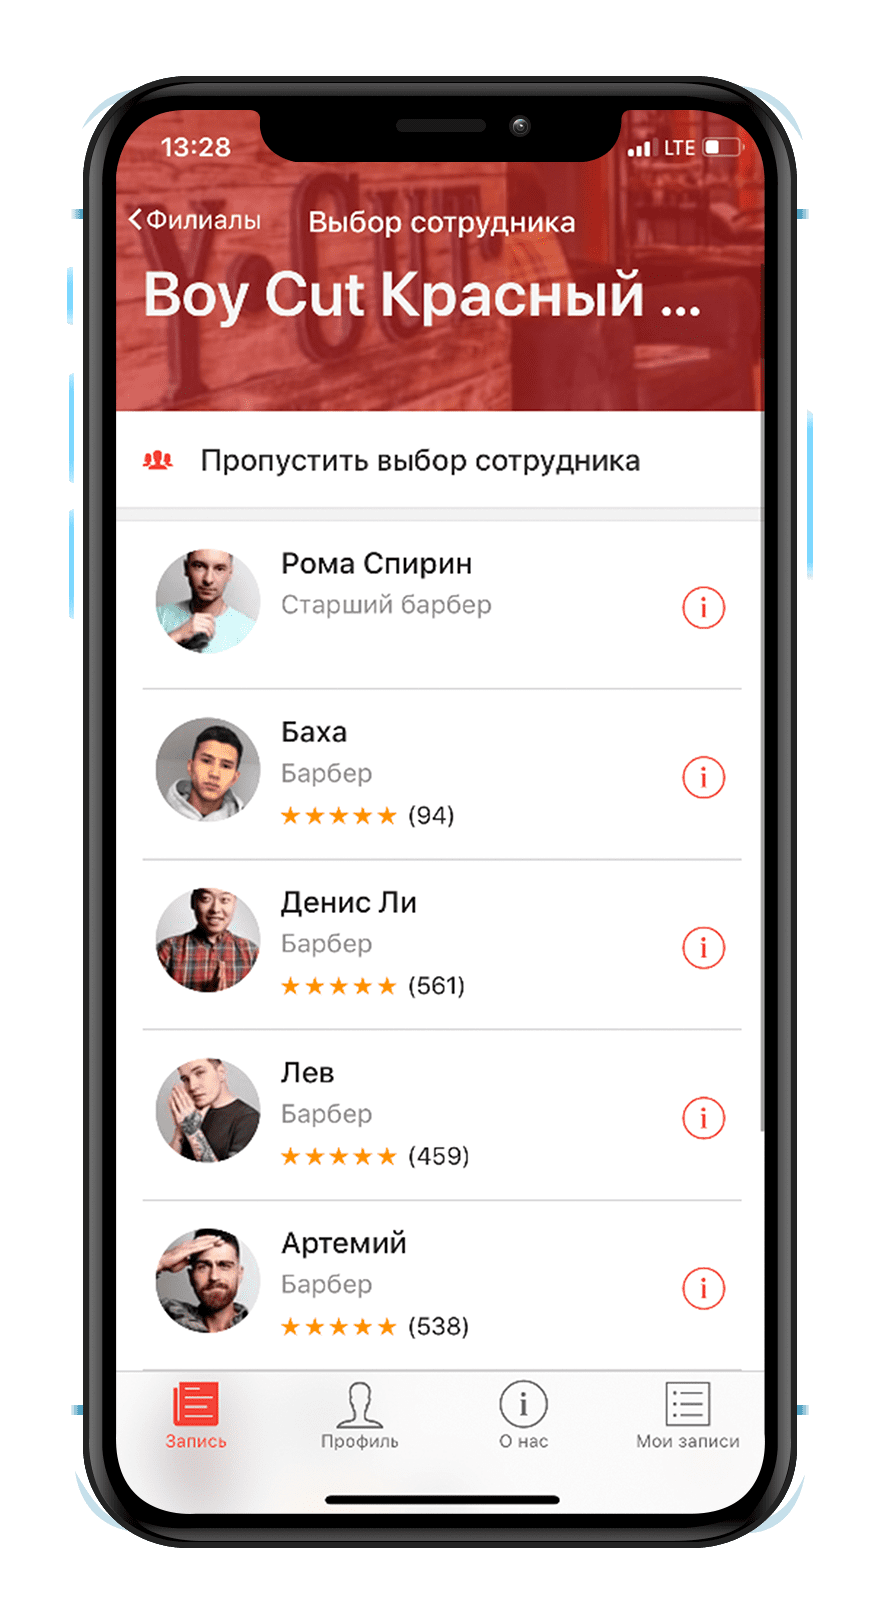 13:28
LTE
Филиалы
Выбор сотрудника
Boy Cut Красный ...
Y-CUT
Пропустить выбор сотрудника
Рома Спирин
Старший барбер
Баха
Барбер
(94)
Денис Ли
Барбер
(561)
Лев
Барбер
(459)
Артемий
Барбер
(538)
Запись
Профиль
О нас
Мои записи